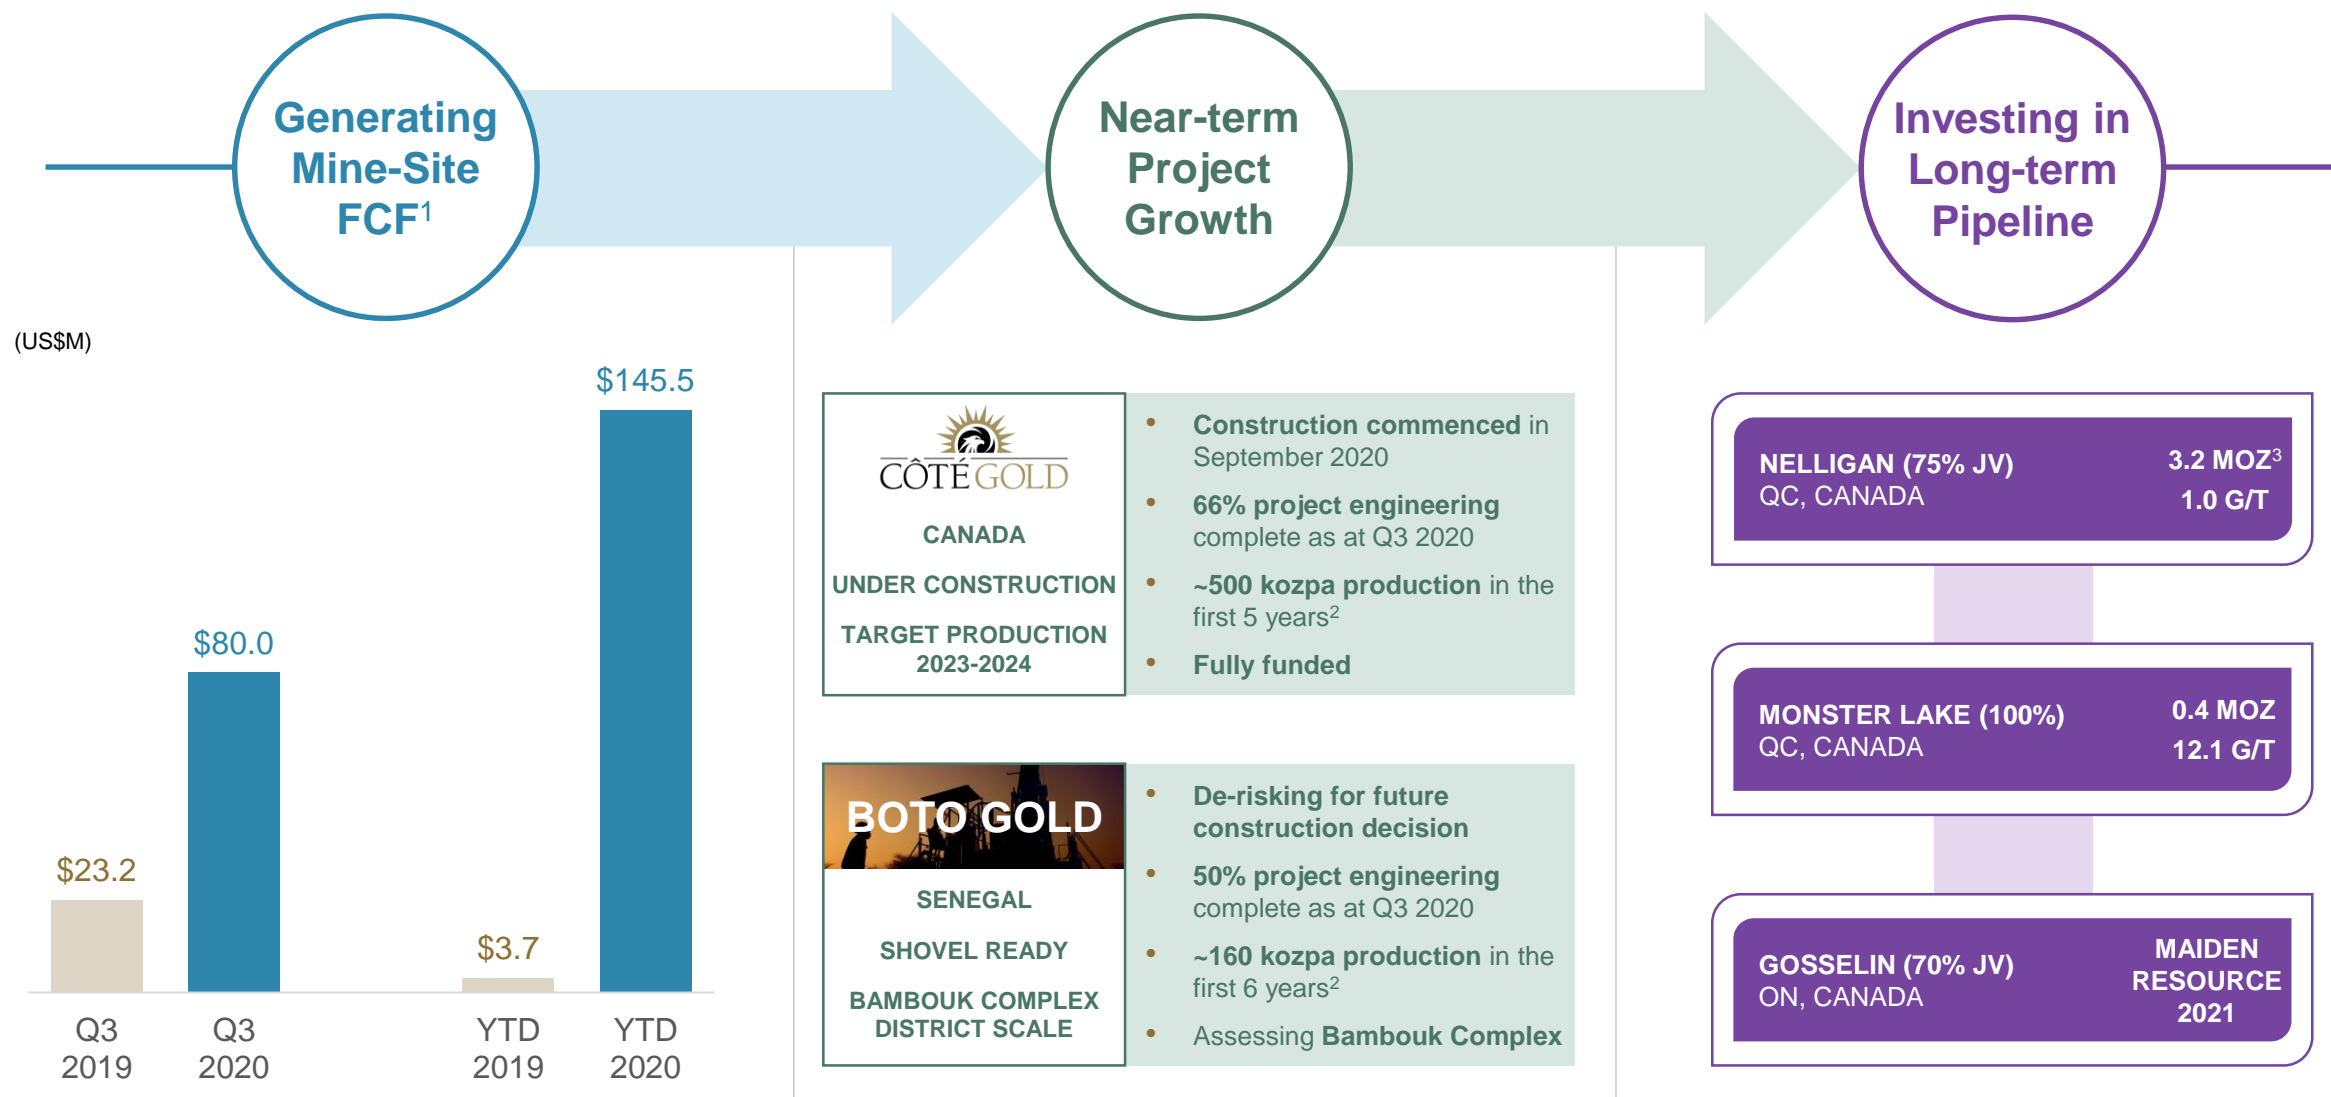 Generating
Mine-Site
FCF1
Near-term
Project
Growth
Investing in
Long-term
Pipeline
(US$M)
$23.2
$80.0
$3.7
$145.5
Q3
2019
Q3
2020
YTD
2019
YTD
2020
CÔTÉ GOLD
CANADA
UNDER CONSTRUCTION
TARGET PRODUCTION
2023-2024
• Construction commenced in
September 2020
• 66% project engineering
complete as at Q3 2020
• ~500 kozpa production in the
first 5 years2
• Fully funded
BOTO GOLD
SENEGAL
SHOVEL READY
BAMBOUK COMPLEX
DISTRICT SCALE
• De-risking for future
construction decision
• 50% project engineering
complete as at Q3 2020
• ~160 kozpa production in the
first 6 years2
• Assessing Bambouk Complex
NELLIGAN (75% JV)
QC, CANADA
3.2 MOZ3
1.0 G/T
MONSTER LAKE (100%)
QC, CANADA
0.4 MOZ
12.1 G/T
GOSSELIN (70% JV)
ON, CANADA
MAIDEN
RESOURCE
2021